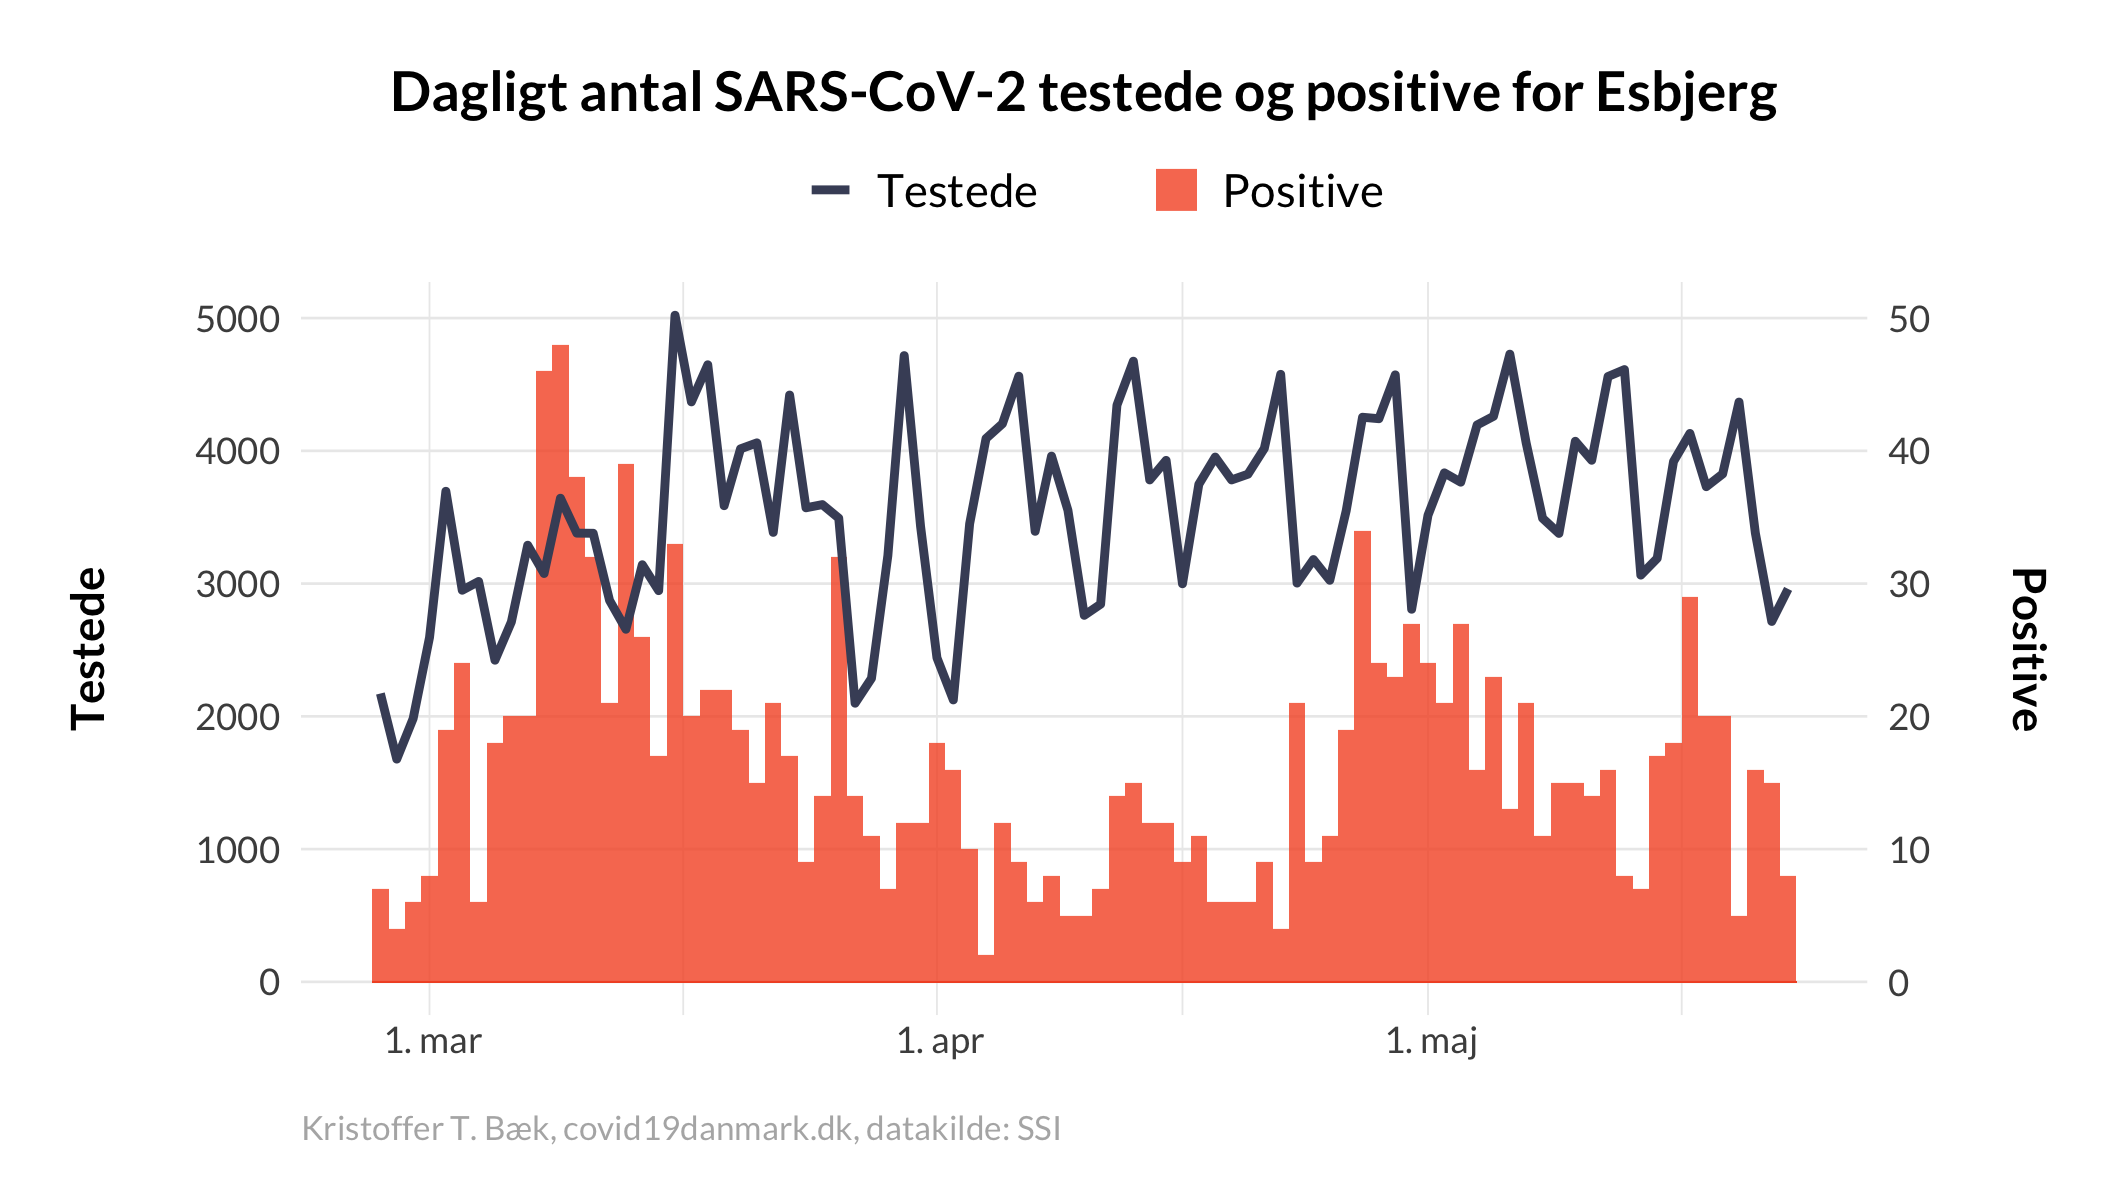 Dagligt antal SARS-CoV-2 testede og positive for Esbjerg
Testede
Positive
Testede
5000
4000
3000
2000
1000
0
50
40
30
20
10
0
Positive
1. mar
1. apr
1. maj
Kristoffer T. Bæk, covid19danmark.dk, datakilde: SSI